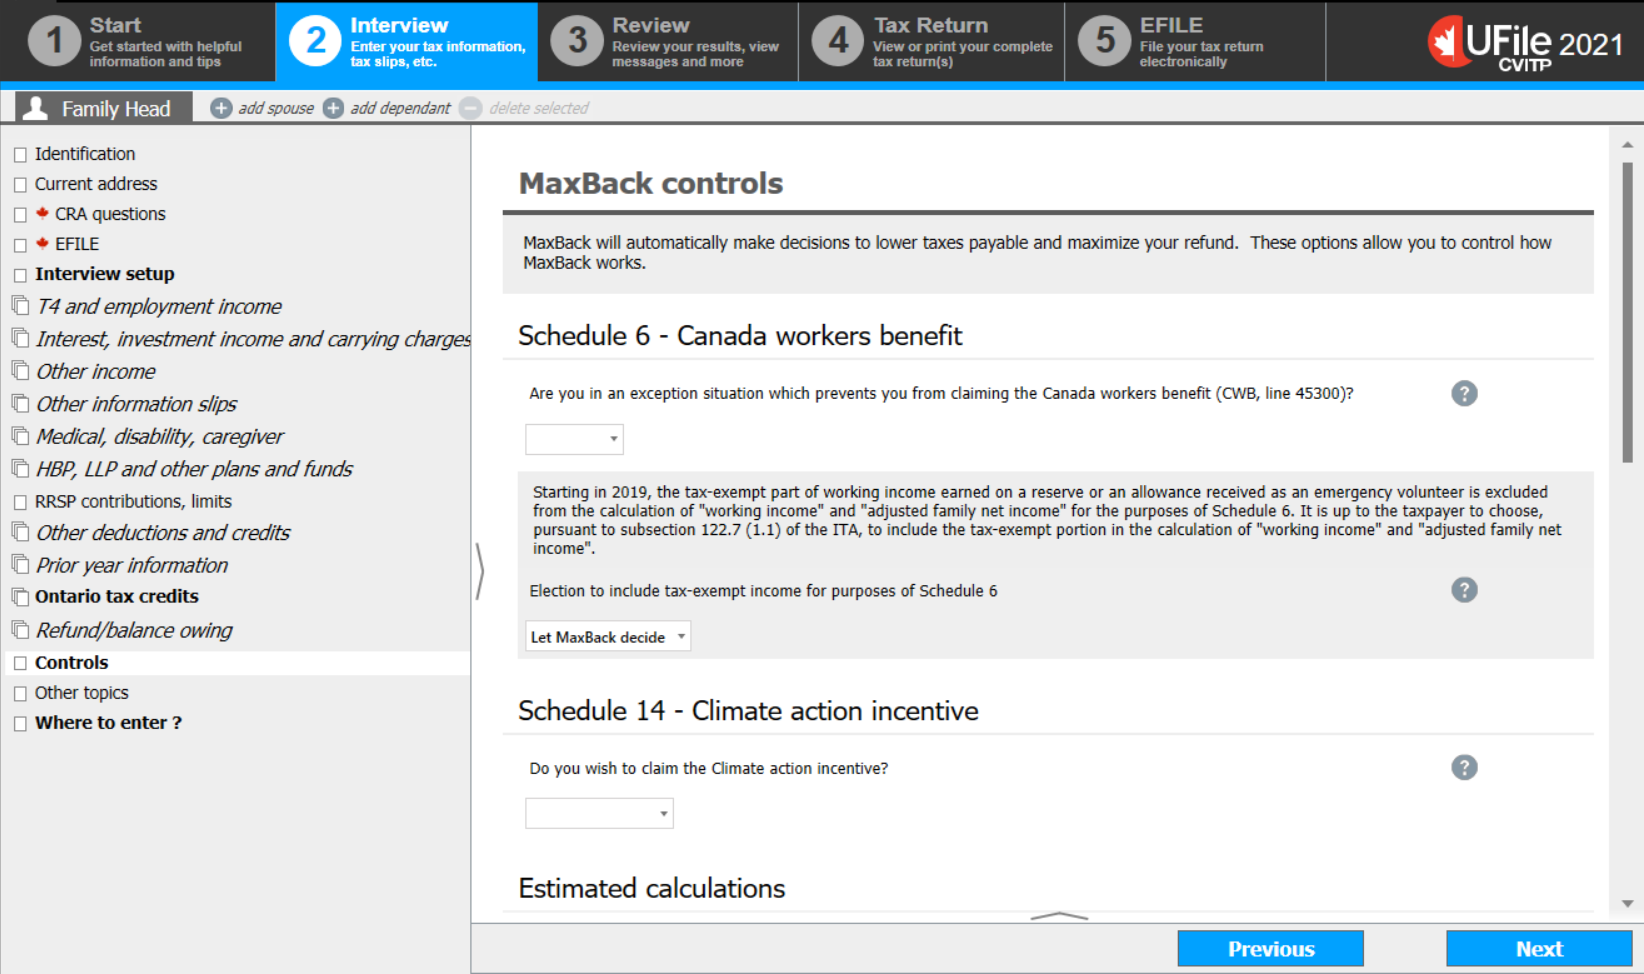 1
Start
Get started with helpful
information and tips
2
Interview
Enter your tax information,
tax slips, etc.
3
Review
Review your results, view
messages and more
4
Tax Return
View or print your complete
tax return(s)
5
EFILE
File your tax return
electronically
UFile 2021
CVITP
Family Head
add spouse
add dependant
delete selected
Identification
Current address
CRA questions
EFILE
Interview setup
T4 and employment income
Interest, investment income and carrying charges
Other income
Other information slips
Medical, disability, caregiver
HBP, LLP and other plans and funds
RRSP contributions, limits
Other deductions and credits
Prior year information
Ontario tax credits
Refund/balance owing
Controls
Other topics
Where to enter ?
MaxBack controls
MaxBack will automatically make decisions to lower taxes payable and maximize your refund. These options allow you to control how
MaxBack works.
Schedule 6 - Canada workers benefit
Are you in an exception situation which prevents you from claiming the Canada workers benefit (CWB, line 45300)?
?
Starting in 2019, the tax-exempt part of working income earned on a reserve or an allowance received as an emergency volunteer is excluded
from the calculation of "working income" and "adjusted family net income" for the purposes of Schedule 6. It is up to the taxpayer to choose,
pursuant to subsection 122.7 (1.1) of the ITA, to include the tax-exempt portion in the calculation of "working income" and "adjusted family net
income".
Election to include tax-exempt income for purposes of Schedule 6
?
Let MaxBack decide
Schedule 14 - Climate action incentive
Do you wish to claim the Climate action incentive?
?
Estimated calculations
Previous
Next